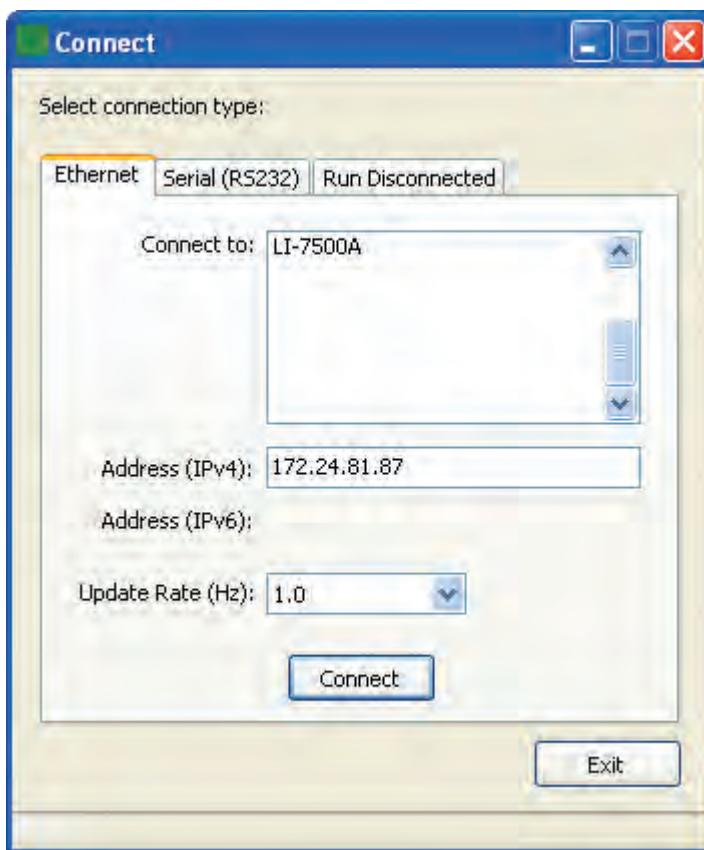 Connect
Select connection type:
Ethernet Serial (RS232) Run Disconnected
Connect to: LI-7500A
Address (IPv4): 172.24.81.87
Address (IPv6):
Update Rate (Hz): 1.0
Connect
Exit